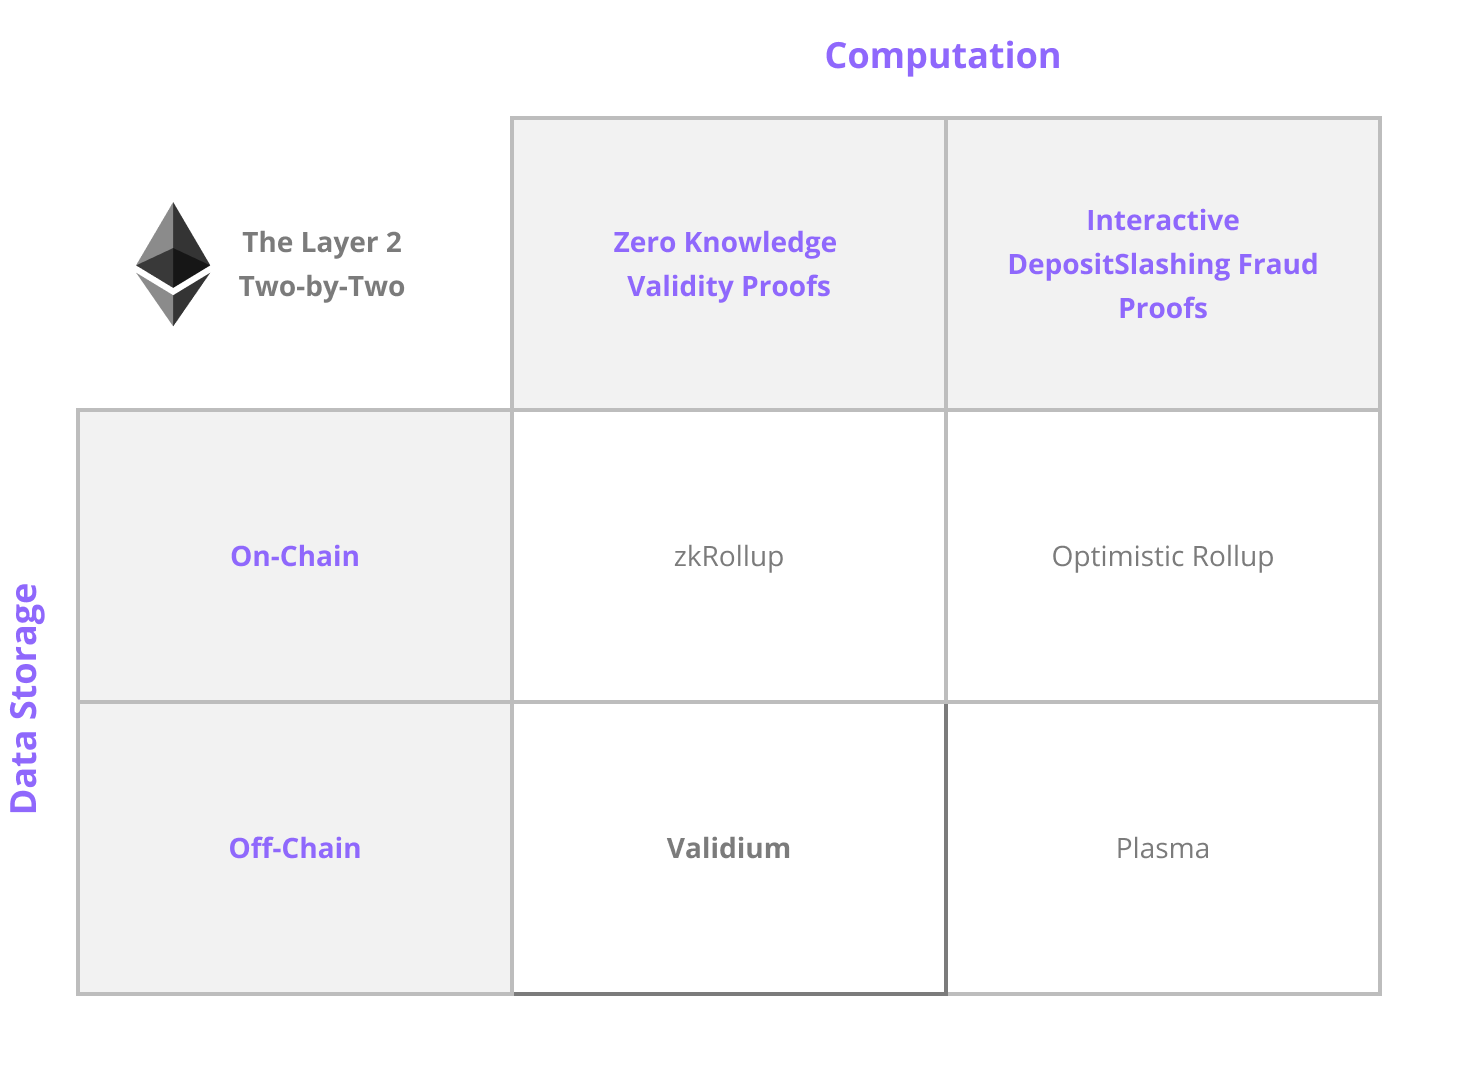 Computation
The Layer 2
Two-by-Two
Zero Knowledge
Validity Proofs
Interactive
DepositSlashing Fraud
Proofs
Data Storage
On-Chain
zkRollup
Optimistic Rollup
Off-Chain
Validium
Plasma